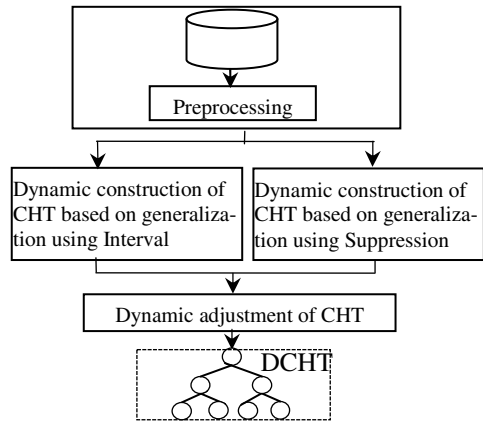 Preprocessing
Dynamic construction of
CHT based on generaliza-
tion using Interval
Dynamic construction of
CHT based on generaliza-
tion using Suppression
Dynamic adjustment of CHT
DCHT